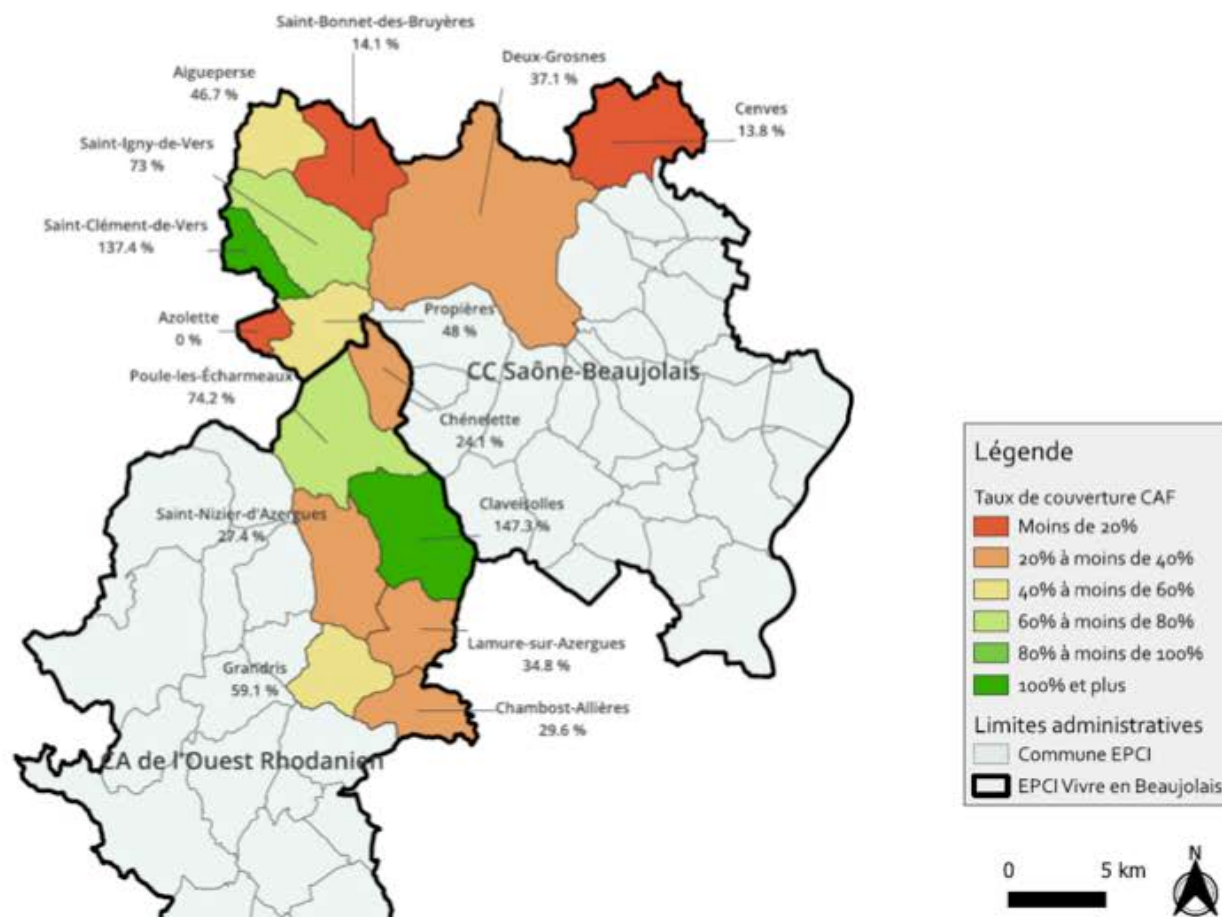 Saint-Bonnet-des-Bruyères
14.1 %
Deux-Grosnes
37.1 %
Aigueperse
46.7 %
Cenves
13.8 %
Saint-Igny-de-Vers
73 %
Saint-Clément-de-Vers
137.4 %
Azolette
0 %
Propières
48 %
Poule-les-Écharmeaux
74.2 %
CC Saône-Beaujolais
Chénelette
24.1 %
Saint-Nizier-d'Azergues
27.4 %
Claveisolles
147.3 %
Lamure-sur-Azergues
34.8 %
Grandris
59.1 %
Chambost-Allières
29.6 %
CA de l'Ouest Rhodanien
Légende
Taux de couverture CAF
Moins de 20%
20% à moins de 40%
40% à moins de 60%
60% à moins de 80%
80% à moins de 100%
100% et plus
Limites administratives
Commune EPCI
EPCI Vivre en Beaujolais
0 5 km
N